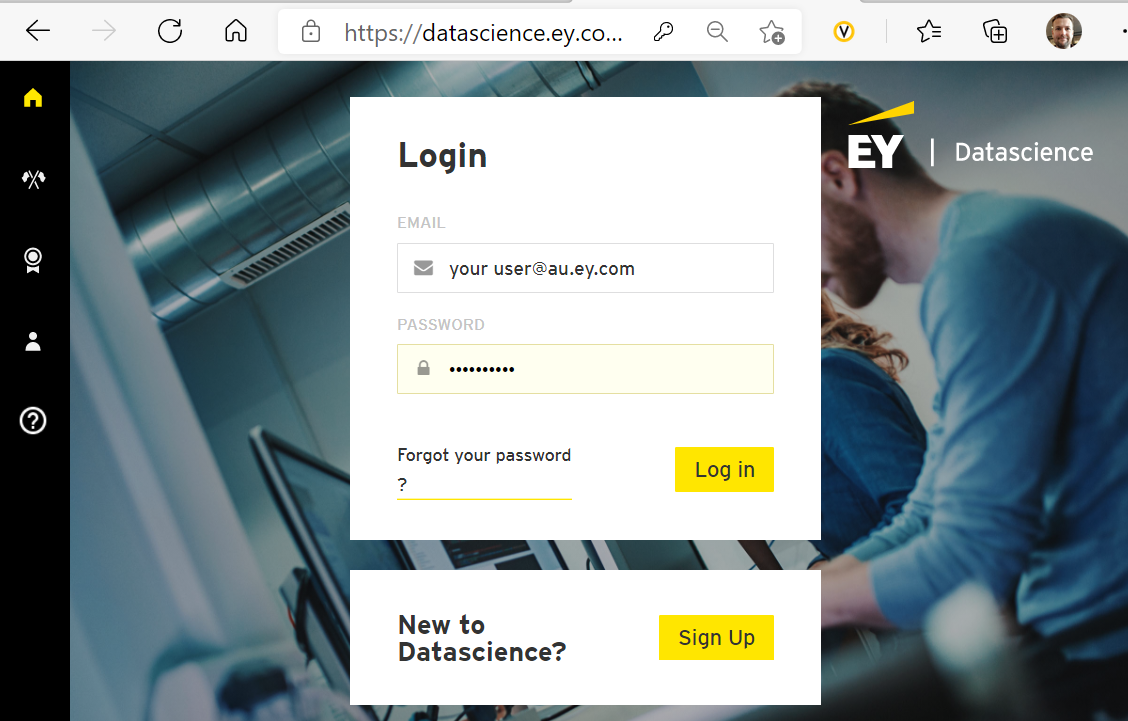 https://datascience.ey.co...
V
EY | Datascience
Login
EMAIL
your user@au.ey.com
PASSWORD
••••••••••
Forgot your password
?
Log in
New to
Datascience?
Sign Up